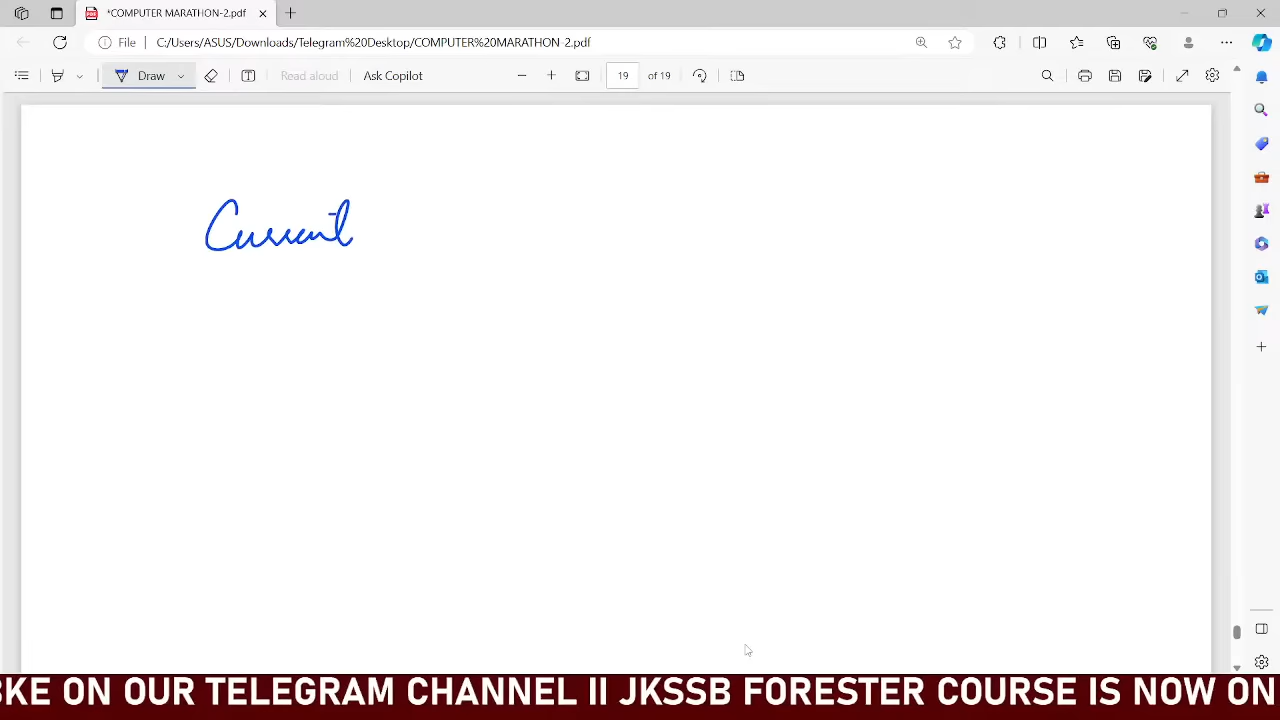 *COMPUTER MARATHON-2.pdf
File C:/Users/ASUS/Downloads/Telegram%20Desktop/COMPUTER%20MARATHON-2.pdf
Draw Read aloud Ask Copilot 19 of 19
Current
BKE ON OUR TELEGRAM CHANNEL II JKSSB FORESTER COURSE IS NOW ON